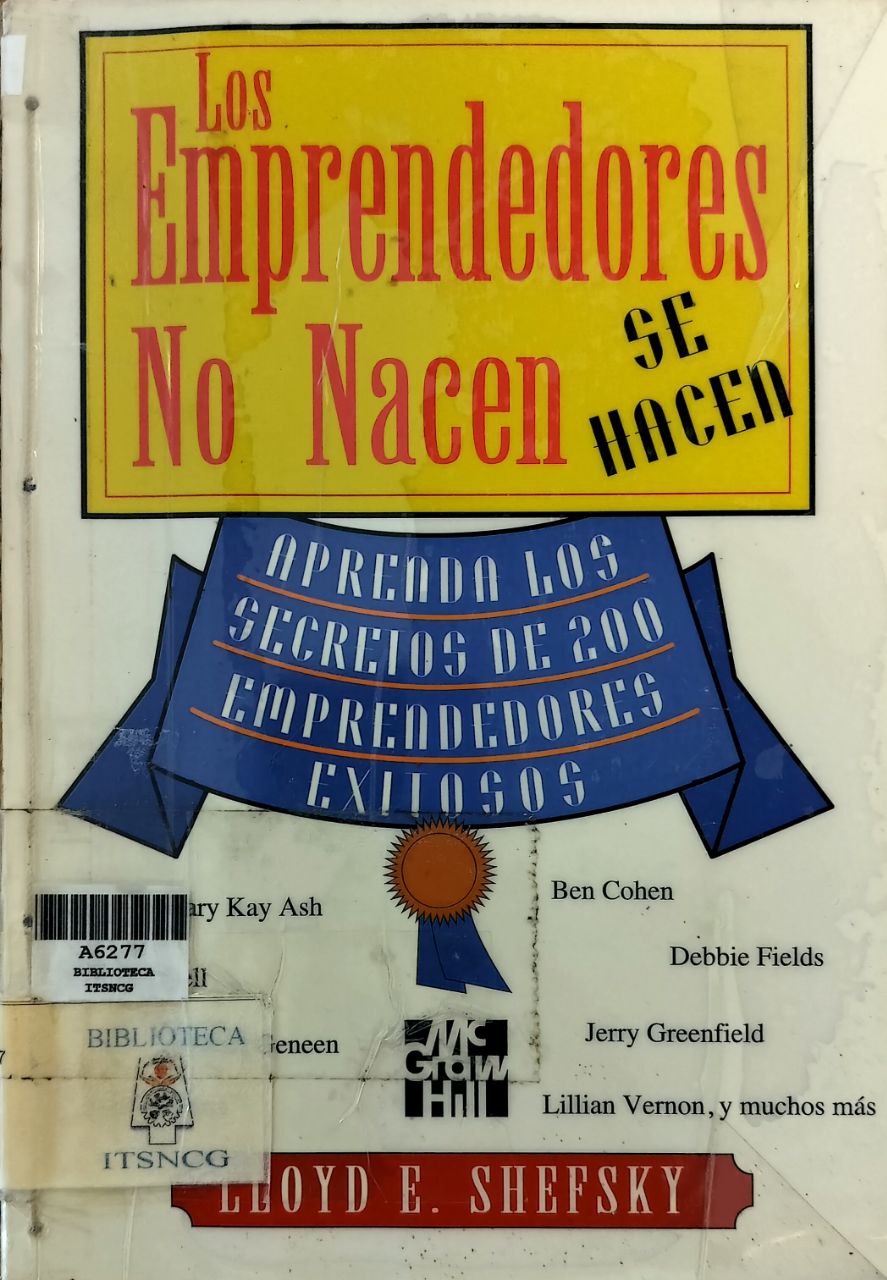 Los
Emprendedores
No Nacen
SE
HACEN
APRENDA LOS
SECRETOS DE 200
EMPRENDEDORES
EXITOSOS
Ben Cohen
Kay Ash
Debbie Fields
A6277
BIBLIOTECA
ITSNCG
Geneen
Jerry Greenfield
Mc
Graw
Hill
Lillian Vernon, y muchos más
BIBLIOTECA
ITSNCG
LLOYD E. SHEFSKY